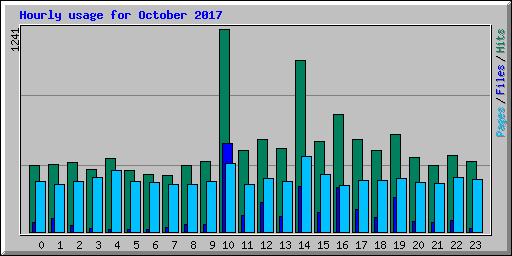 Hourly usage for October 2017
1241
Pages / Files / Hits
0 1 2 3 4 5 6 7 8 9 10 11 12 13 14 15 16 17 18 19 20 21 22 23